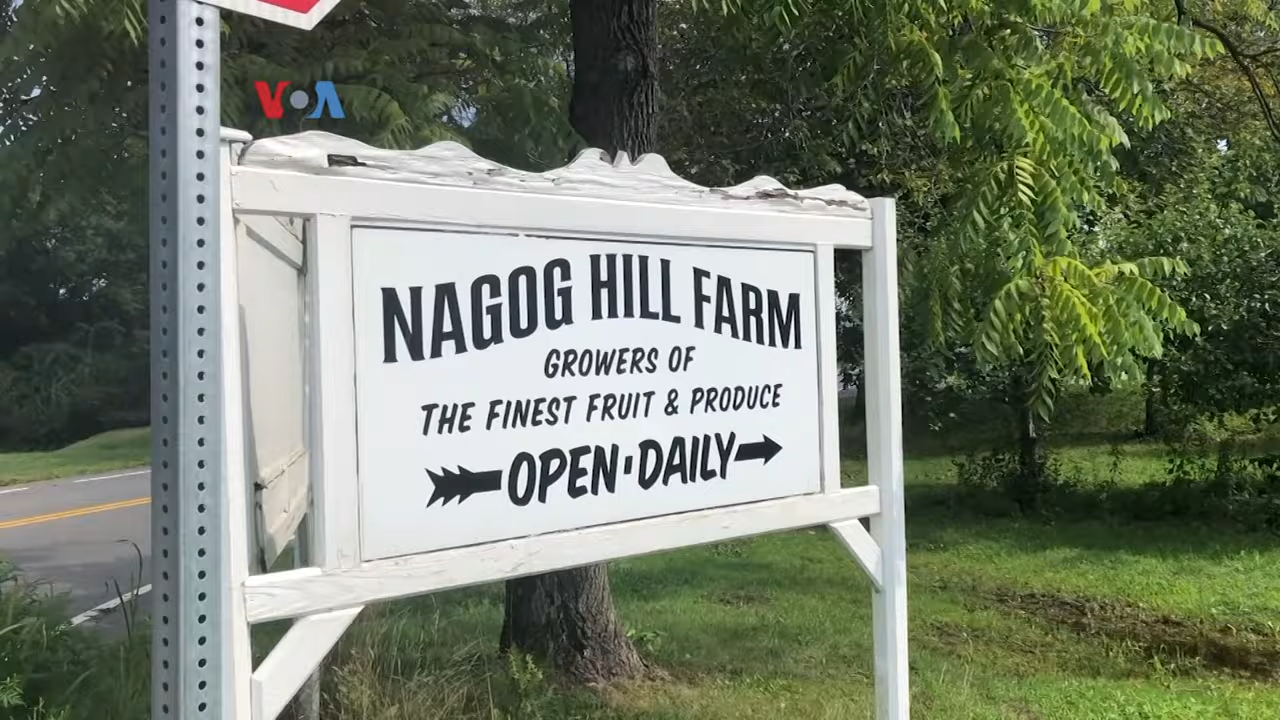 VOA
NAGOG HILL FARM
GROWERS OF
THE FINEST FRUIT & PRODUCE
OPEN·DAILY